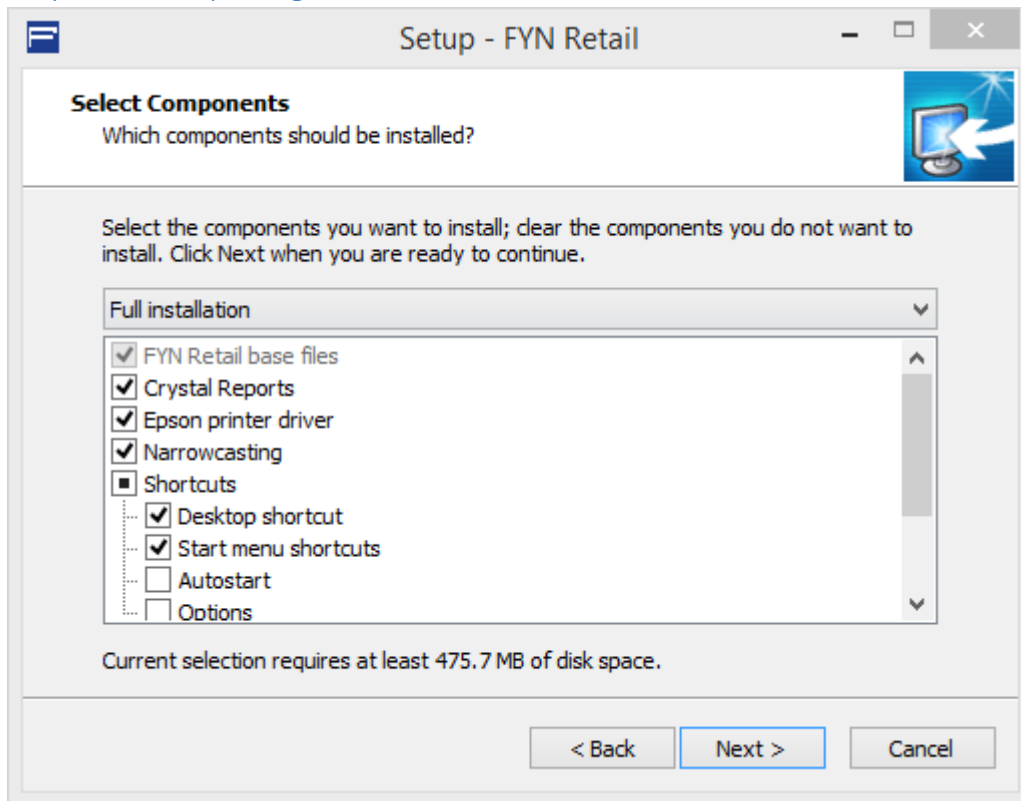 Setup - FYN Retail
Select Components
Which components should be installed?
Select the components you want to install; clear the components you do not want to
install. Click Next when you are ready to continue.
Full installation
FYN Retail base files
Crystal Reports
Epson printer driver
Narrowcasting
Shortcuts
Desktop shortcut
Start menu shortcuts
Autostart
Options
Current selection requires at least 475.7 MB of disk space.
< Back Next > Cancel